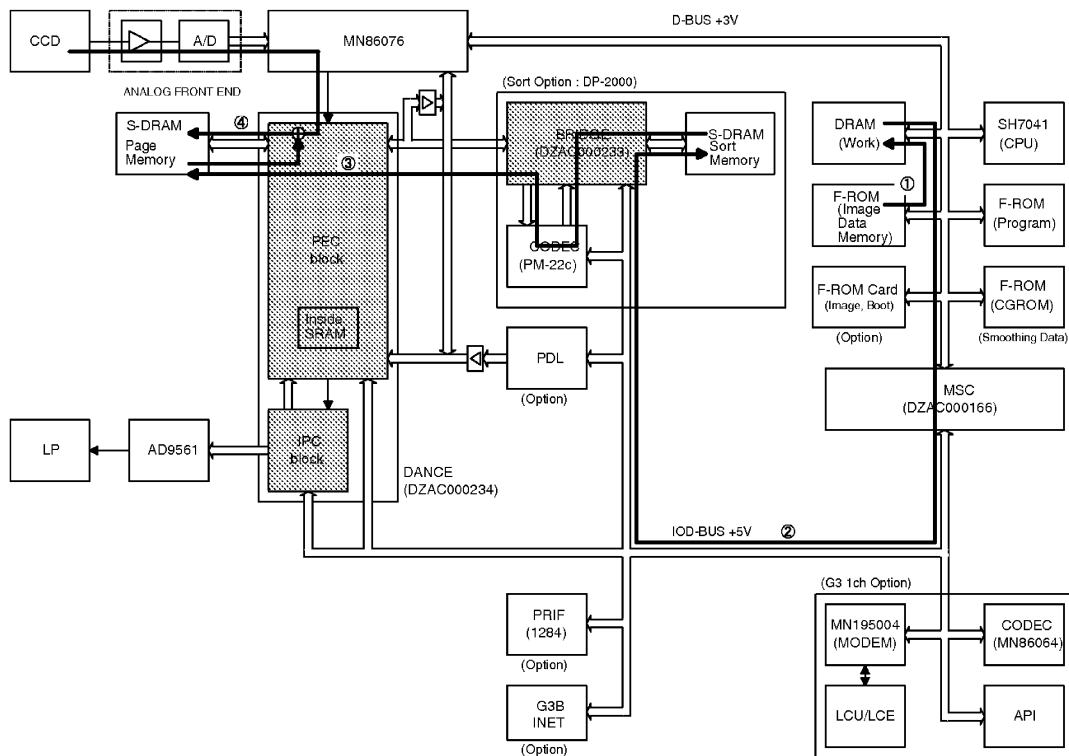 D-BUS +3V
CCD
A/D
MN86076
ANALOG FRONT END
(Sort Option : DP-2000)
④
S-DRAM
Page
Memory
③
BRIDGE
(DZAC000233)
S-DRAM
Sort
Memory
DRAM
(Work)
SH7041
(CPU)
①
F-ROM
(Image
Data
Memory)
F-ROM
(Program)
PEC
block
CODEC
(PM-22c)
F-ROM Card
(Image, Boot)
(Option)
F-ROM
(CGROM)
(Smoothing Data)
Inside
SRAM
PDL
(Option)
MSC
(DZAC000166)
LP
AD9561
IPC
block
DANCE
(DZAC000234)
IOD-BUS +5V
②
(G3 1ch Option)
PRIF
(1284)
(Option)
MN195004
(MODEM)
CODEC
(MN86064)
G3B
INET
(Option)
LCU/LCE
API